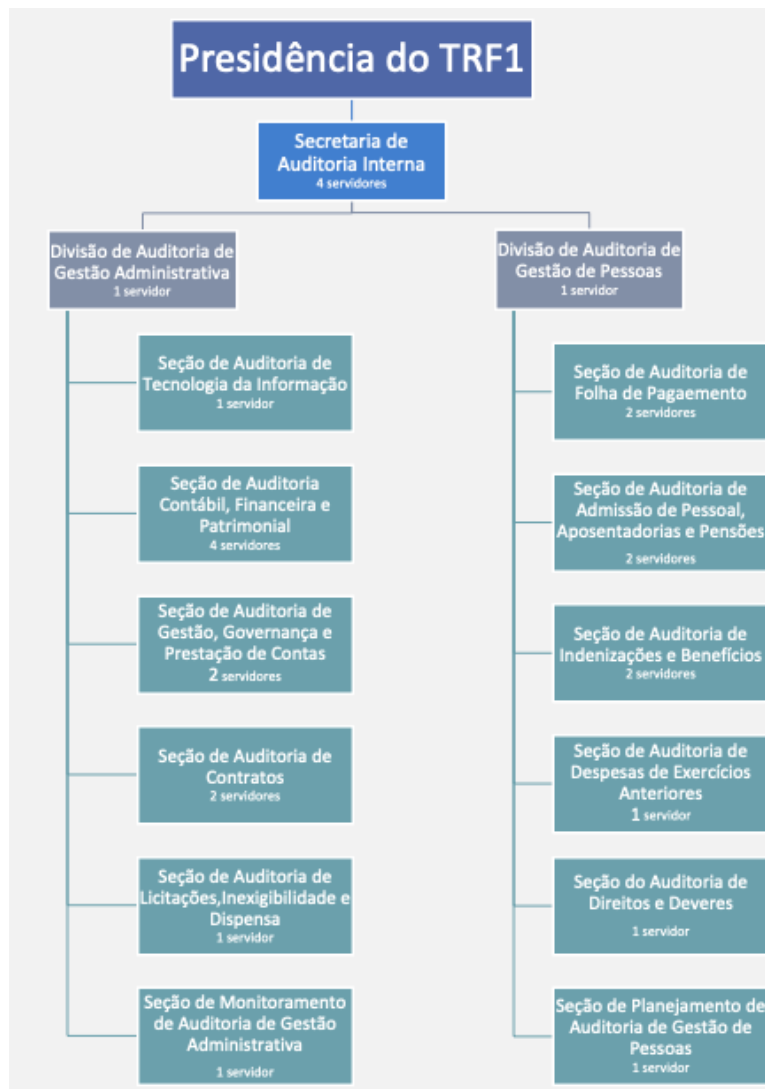 Presidência do TRF1
Secretaria de
Auditoria Interna
4 servidores
Divisão de Auditoria de
Gestão Administrativa
1 servidor
Seção de Auditoria de
Tecnologia da Informação
1 servidor
Seção de Auditoria
Contábil, Financeira e
Patrimonial
4 servidores
Seção de Auditoria de
Gestão, Governança e
Prestação de Contas
2 servidores
Seção de Auditoria de
Contratos
2 servidores
Seção de Auditoria de
Licitações,Inexigibilidade e
Dispensa
1 servidor
Seção de Monitoramento
de Auditoria de Gestão
Administrativa
1 servidor
Divisão de Auditoria de
Gestão de Pessoas
1 servidor
Seção de Auditoria de
Folha de Pagaemento
2 servidores
Seção de Auditoria de
Admissão de Pessoal,
Aposentadorias e Pensões
2 servidores
Seção de Auditoria de
Indenizações e Benefícios
2 servidores
Seção de Auditoria de
Despesas de Exercícios
Anteriores
1 servidor
Seção do Auditoria de
Direitos e Deveres
1 servidor
Seção de Planejamento de
Auditoria de Gestão de
Pessoas
1 servidor